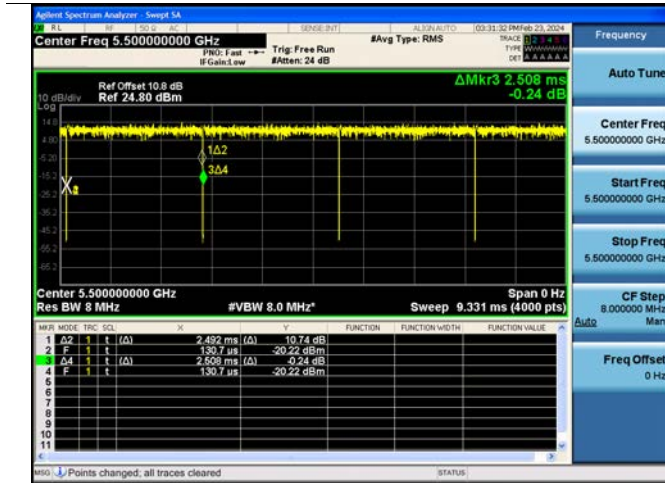 Agilent Spectrum Analyzer - Swept SA
RL RF 50 Ω AC SENSE:INT ALIGN AUTO 03:31:32 PM Feb 23, 2024
Center Freq 5.500000000 GHz
PNO: Fast
IFGain:Low
Trig: Free Run
#Atten: 24 dB
#Avg Type: RMS
TRACE 1 2 3 4 5 6
TYPE
DET A A A A A A
ΔMkr3 2.508 ms
-0.24 dB
Ref Offset 10.8 dB
10 dB/div Ref 24.80 dBm
Log
14.8
4.80
-5.20
-15.2
-25.2
-35.2
-45.2
-55.2
-65.2
1Δ2
3Δ4
Center 5.500000000 GHz Span 0 Hz
Res BW 8 MHz #VBW 8.0 MHz* Sweep 9.331 ms (4000 pts)
MKR MODE TRC SCL X Y FUNCTION FUNCTION WIDTH FUNCTION VALUE
1 Δ2 1 t (Δ) 2.492 ms (Δ) 10.74 dB
2 F 1 t 130.7 us -20.22 dBm
3 Δ4 1 t (Δ) 2.508 ms (Δ) -0.24 dB
4 F 1 t 130.7 us -20.22 dBm
5
6
7
8
9
10
11
MSG Points changed; all traces cleared STATUS
Frequency
Auto Tune
Center Freq
5.500000000 GHz
Start Freq
5.500000000 GHz
Stop Freq
5.500000000 GHz
CF Step
8.000000 MHz
Auto Man
Freq Offset
0 Hz